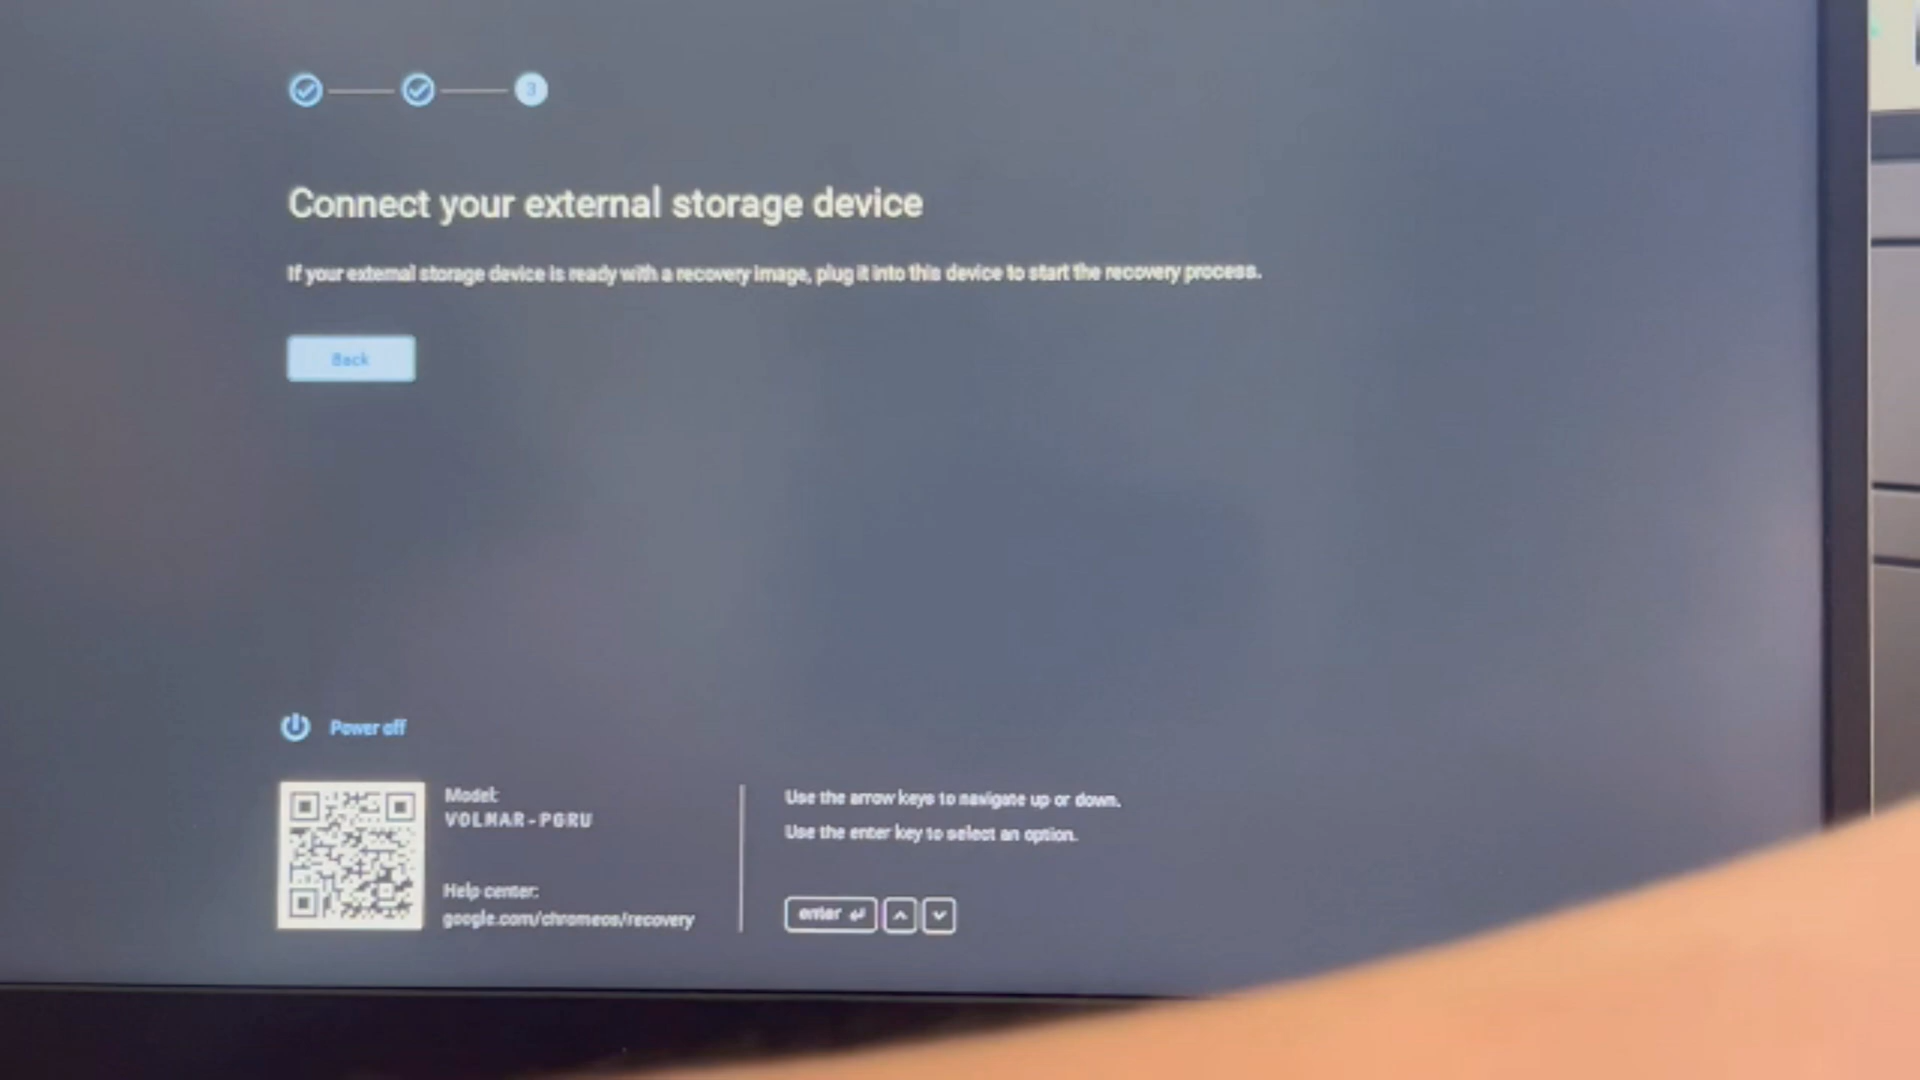 3
Connect your external storage device
If your external storage device is ready with a recovery image, plug it into this device to start the recovery process.
Back
Power off
Model:
VOLMAR-PGRU
Help center:
google.com/chromeos/recovery
Use the arrow keys to navigate up or down.
Use the enter key to select an option.
enter